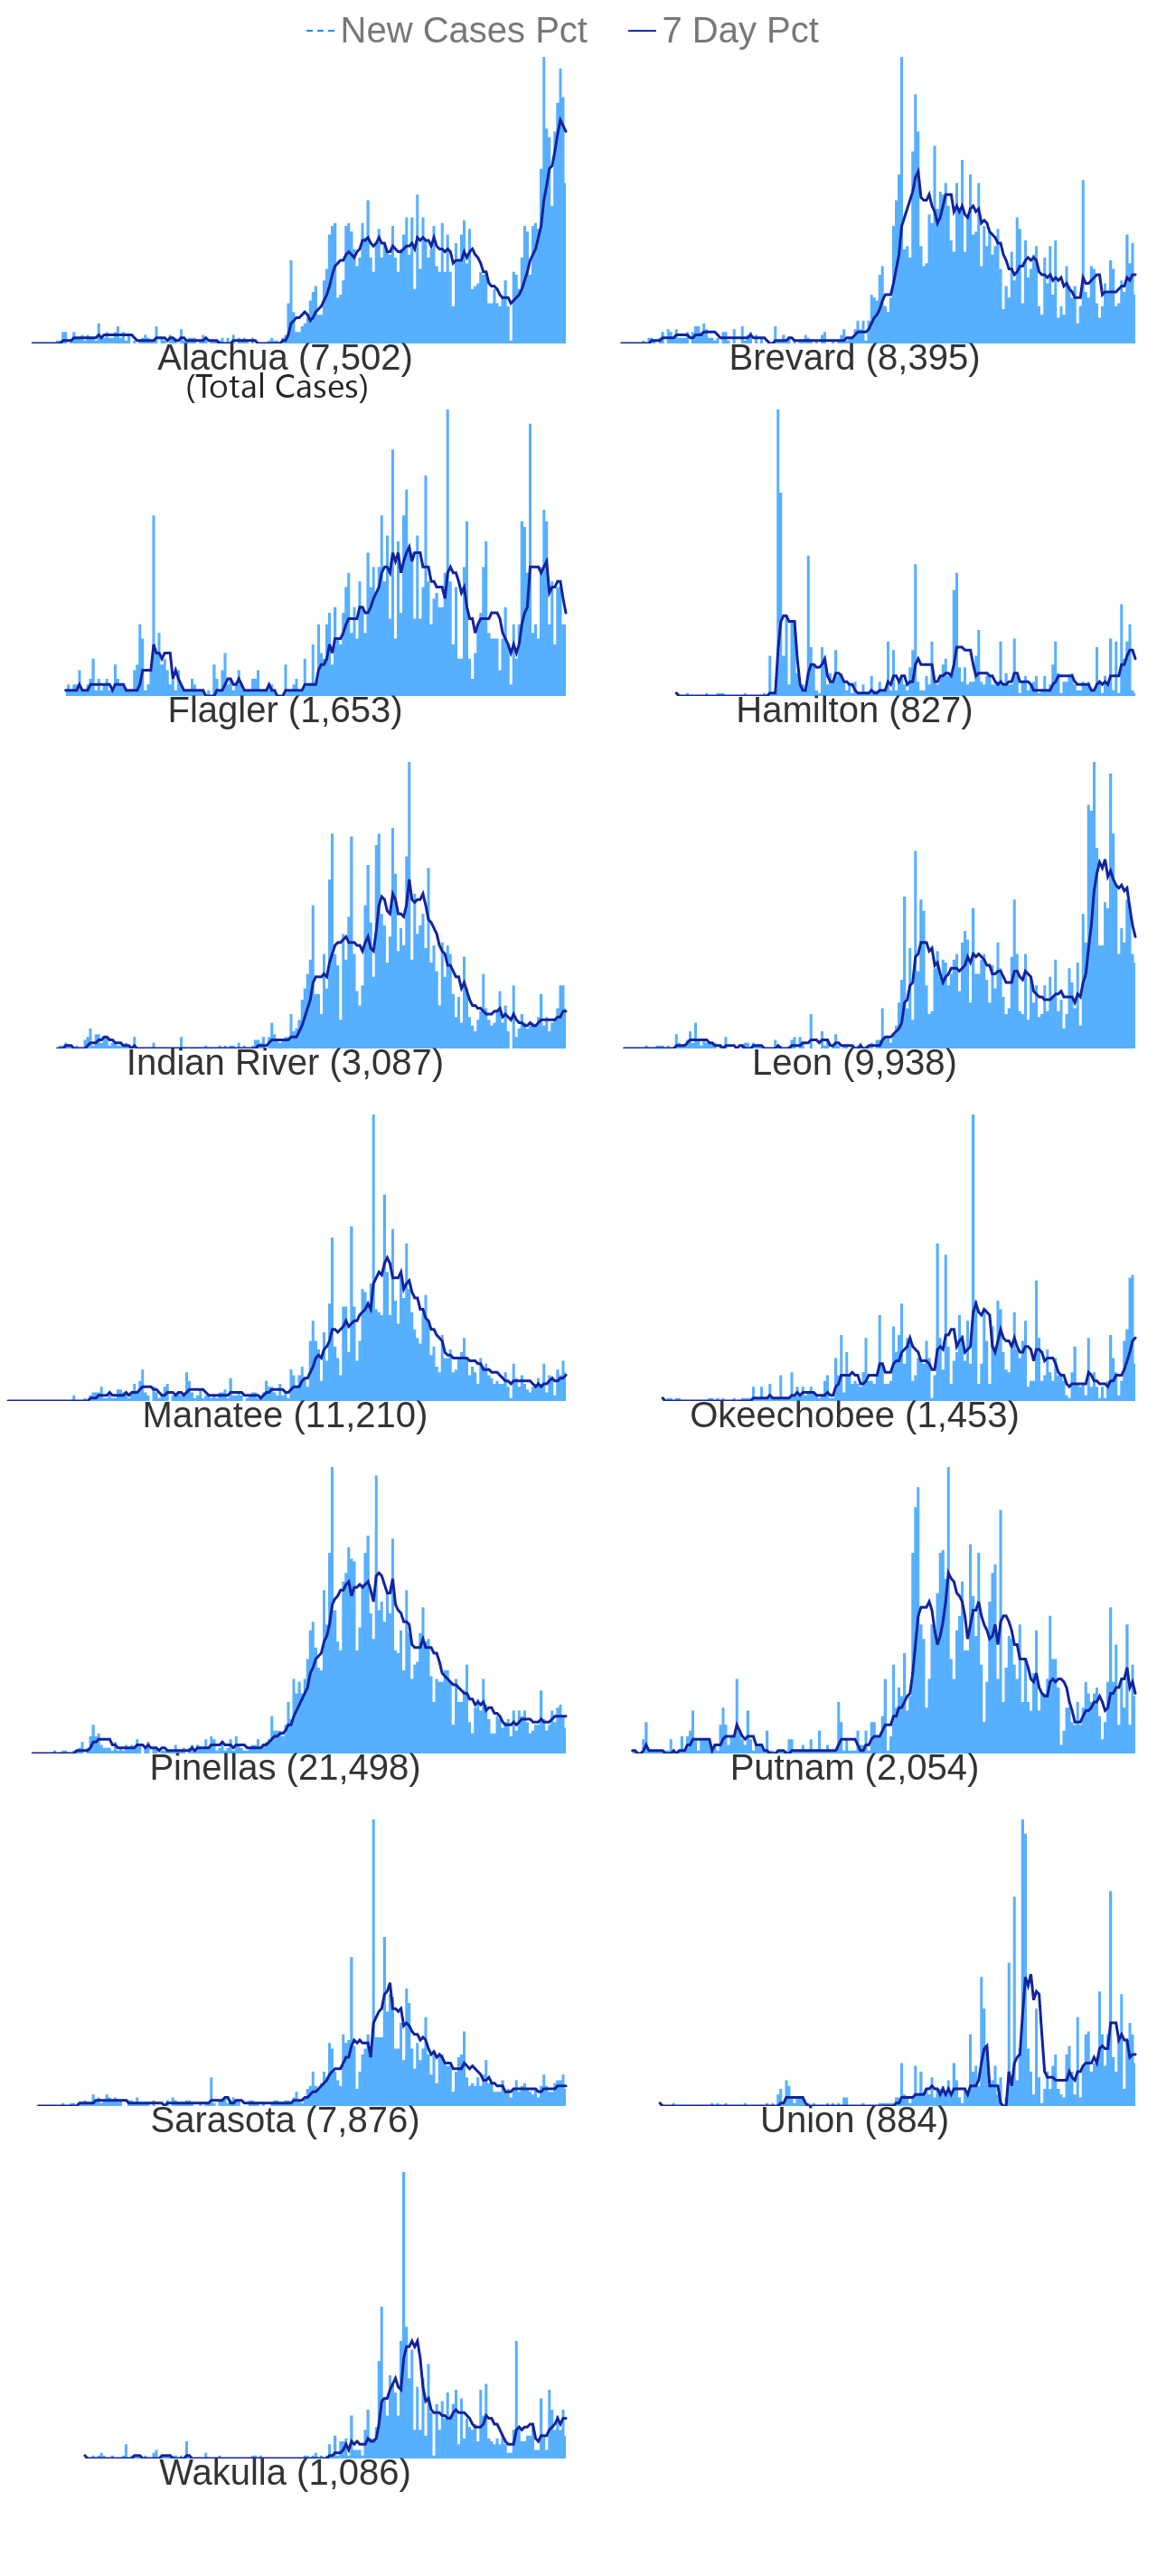 New Cases Pct 7 Day Pct
Alachua (7,502) Brevard (8,395)
(Total Cases)
Flagler (1,653) Hamilton (827)
Indian River (3,087) Leon (9,938)
Manatee (11,210) Okeechobee (1,453)
Pinellas (21,498) Putnam (2,054)
Sarasota (7,876) Union (884)
Wakulla (1,086)